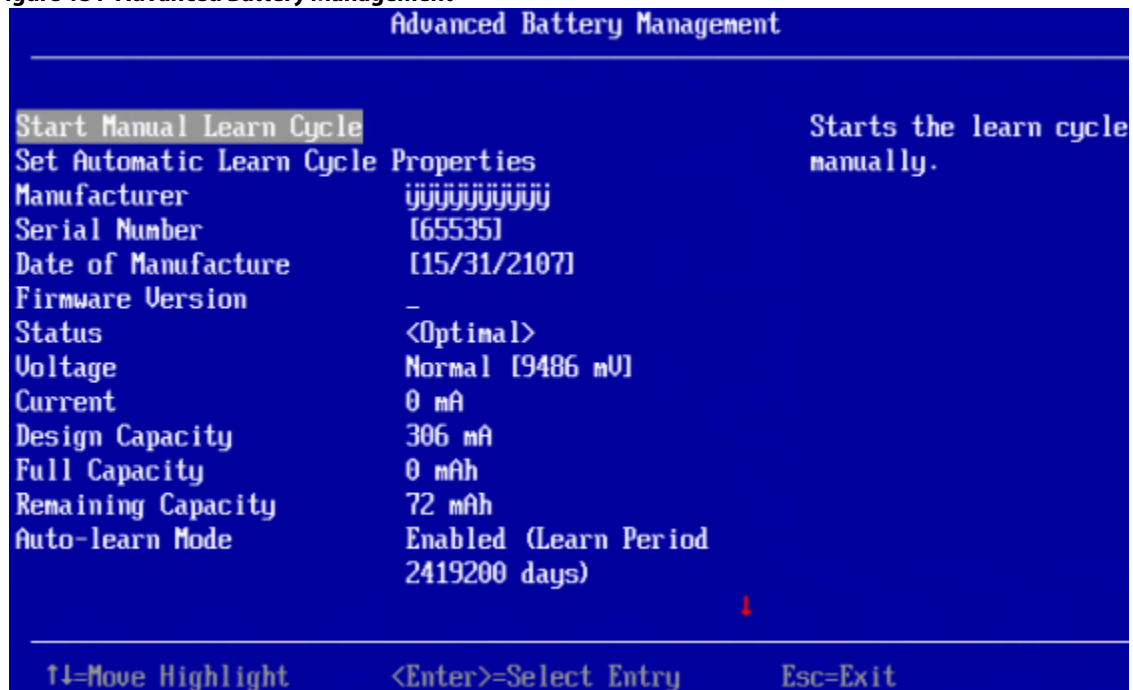 Advanced Battery Management
Start Manual Learn Cycle
Starts the learn cycle
Set Automatic Learn Cycle Properties
manually.
Manufacturer ÿÿÿÿÿÿÿÿÿÿÿ
Serial Number [65535]
Date of Manufacture [15/31/2107]
Firmware Version _
Status <Optimal>
Voltage Normal [9486 mV]
Current 0 mA
Design Capacity 306 mA
Full Capacity 0 mAh
Remaining Capacity 72 mAh
Auto-learn Mode Enabled (Learn Period
2419200 days)
↓
↑↓=Move Highlight <Enter>=Select Entry Esc=Exit